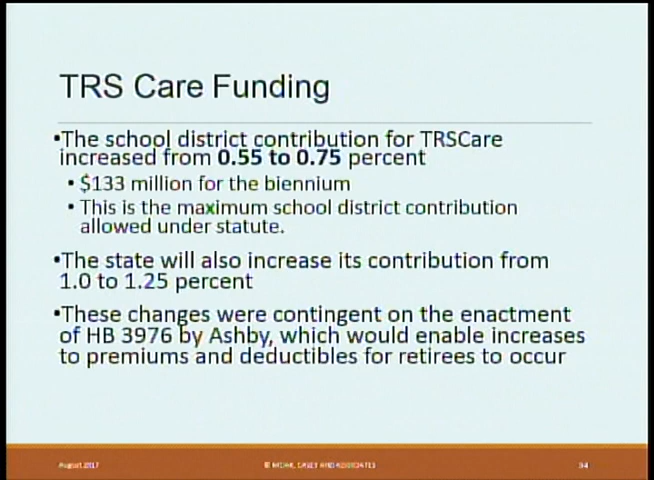 TRS Care Funding
•The school district contribution for TRSCare
increased from 0.55 to 0.75 percent
• $133 million for the biennium
• This is the maximum school district contribution
allowed under statute.
•The state will also increase its contribution from
1.0 to 1.25 percent
•These changes were contingent on the enactment
of HB 3976 by Ashby, which would enable increases
to premiums and deductibles for retirees to occur
August 2017
© MOAK, CASEY AND ASSOCIATES